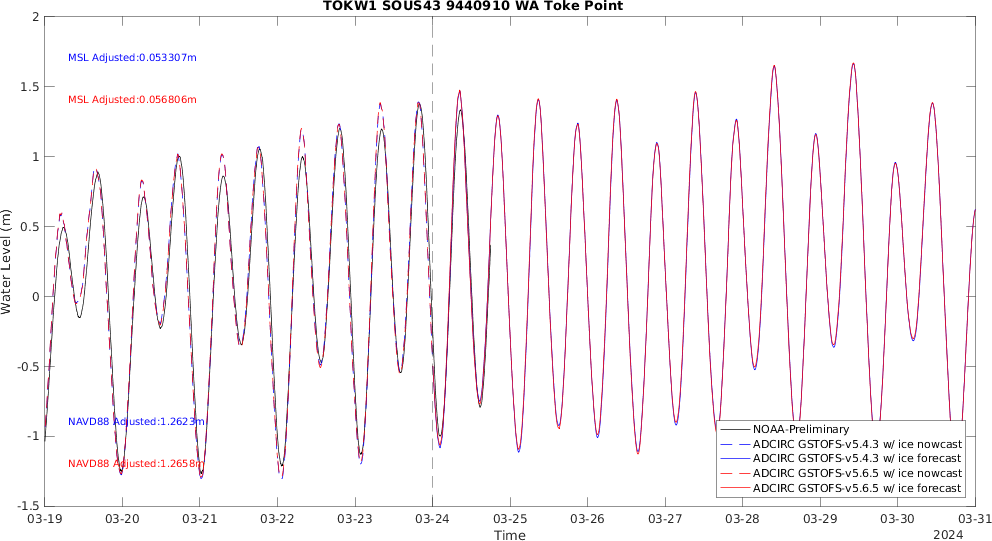 TOKW1 SOUS43 9440910 WA Toke Point
MSL Adjusted:0.053307m
MSL Adjusted:0.056806m
NAVD88 Adjusted:1.2623m
NAVD88 Adjusted:1.2658m
Water Level (m)
2
1.5
1
0.5
0
-0.5
-1
-1.5
NOAA-Preliminary
ADCIRC GSTOFS-v5.4.3 w/ ice nowcast
ADCIRC GSTOFS-v5.4.3 w/ ice forecast
ADCIRC GSTOFS-v5.6.5 w/ ice nowcast
ADCIRC GSTOFS-v5.6.5 w/ ice forecast
03-19 03-20 03-21 03-22 03-23 03-24 03-25 03-26 03-27 03-28 03-29 03-30 03-31
Time
2024